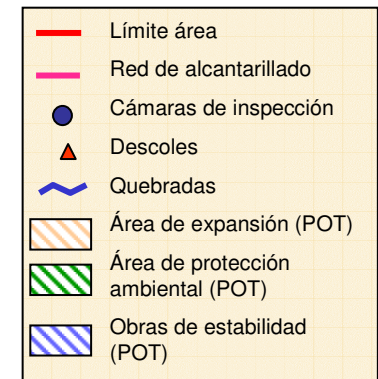 Límite área
Red de alcantarillado
Cámaras de inspección
Descoles
Quebradas
Área de expansión (POT)
Área de protección
ambiental (POT)
Obras de estabilidad
(POT)